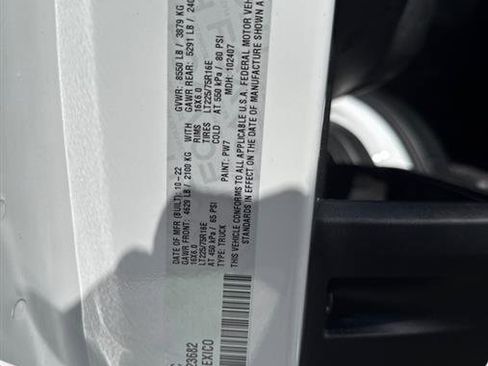 DATE OF MFR (BUILT): 10-22 GVWR: 8550 LB / 3879 KG
GAWR FRONT: 4629 LB / 2100 KG WITH GAWR REAR: 5291 LB / 240
16X6.0 RIMS 16X6.0
LT225/75R16E TIRES LT225/75R16E
AT 450 kPa / 65 PSI COLD AT 550 kPa / 80 PSI
TYPE: TRUCK PAINT: PW7 MDH: 102407
THIS VEHICLE CONFORMS TO ALL APPLICABLE U.S.A. FEDERAL MOTOR VEHI
STANDARDS IN EFFECT ON THE DATE OF MANUFACTURE SHOWN A
23682
EXICO